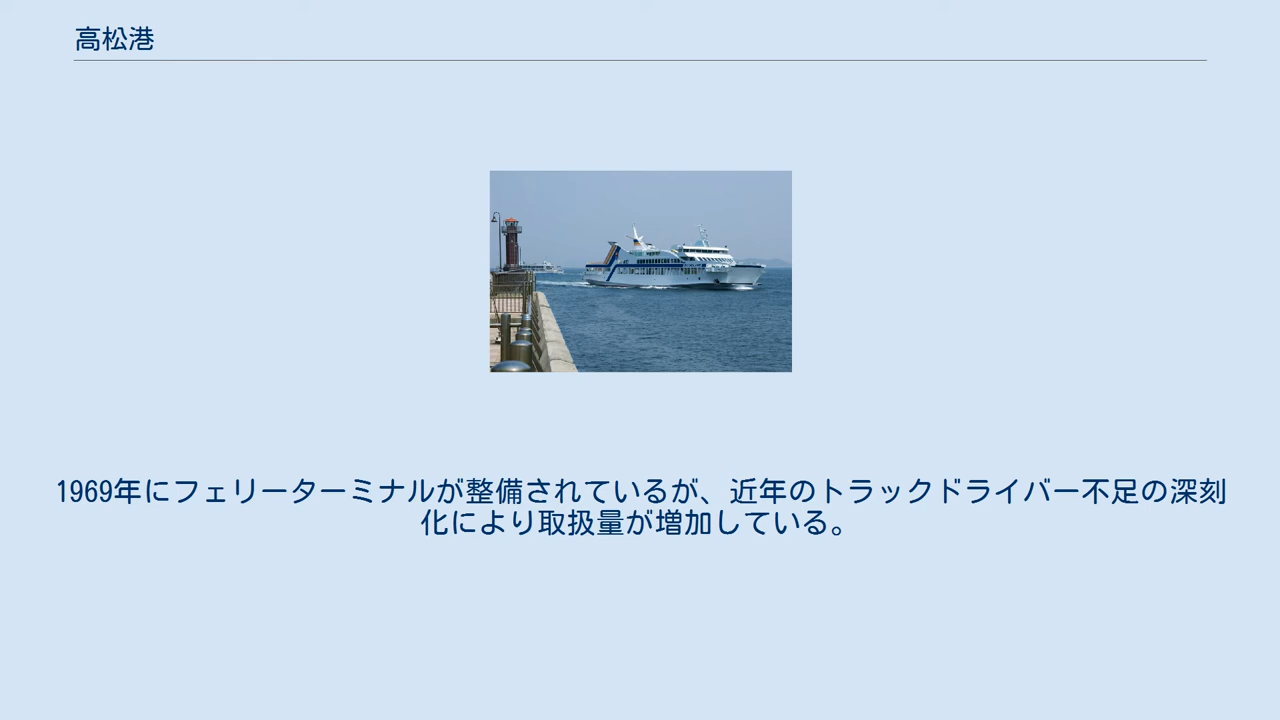 高松港
1969年にフェリーターミナルが整備されているが、近年のトラックドライバー不足の深刻
化により取扱量が増加している。